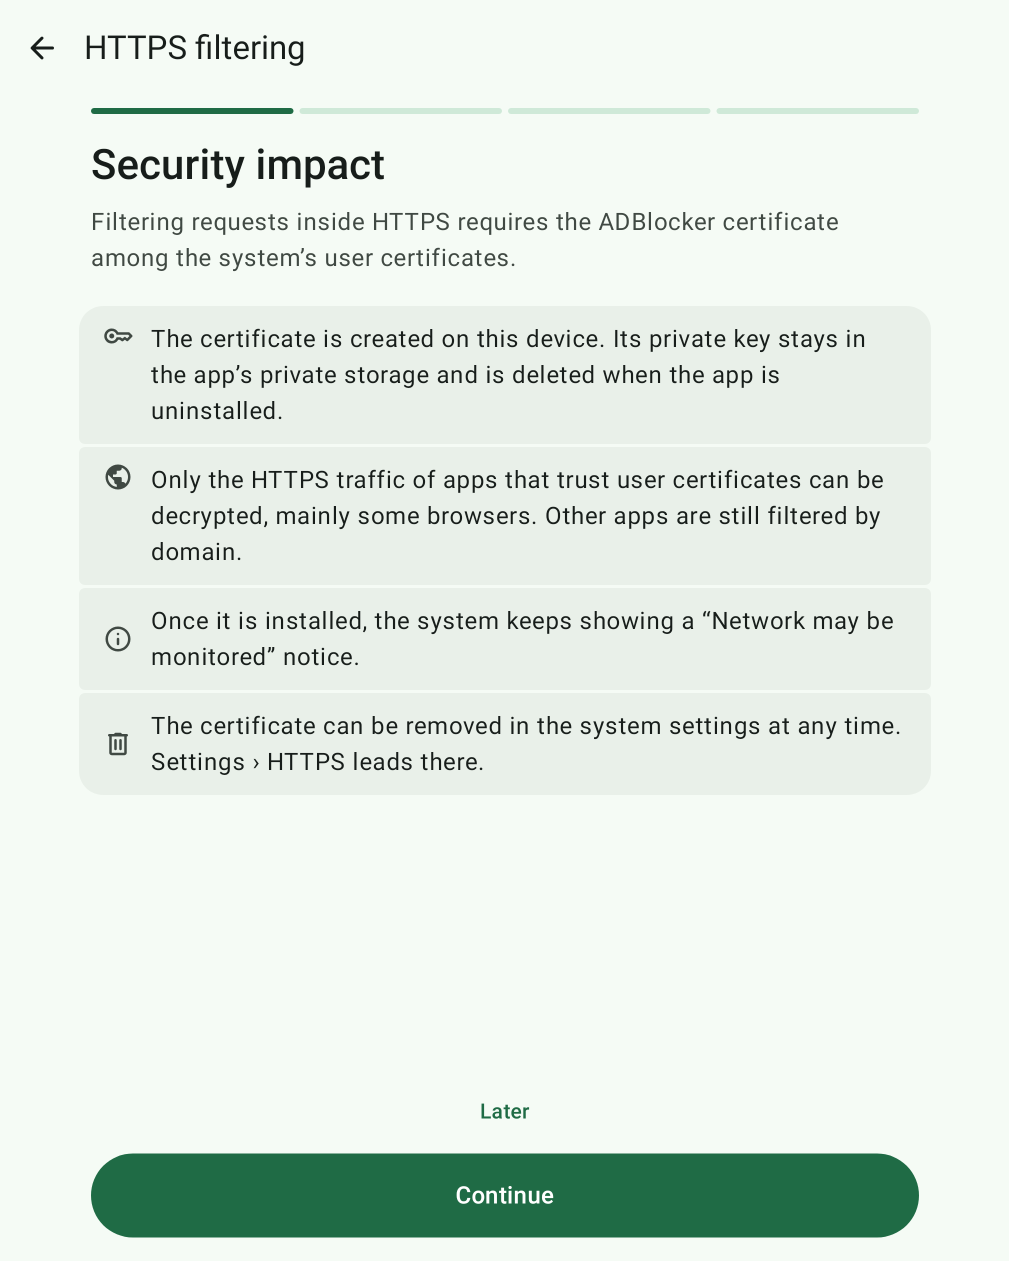 HTTPS filtering
Security impact
Filtering requests inside HTTPS requires the ADBlocker certificate
among the system’s user certificates.
The certificate is created on this device. Its private key stays in
the app’s private storage and is deleted when the app is
uninstalled.
Only the HTTPS traffic of apps that trust user certificates can be
decrypted, mainly some browsers. Other apps are still filtered by
domain.
Once it is installed, the system keeps showing a “Network may be
monitored” notice.
The certificate can be removed in the system settings at any time.
Settings › HTTPS leads there.
Later
Continue